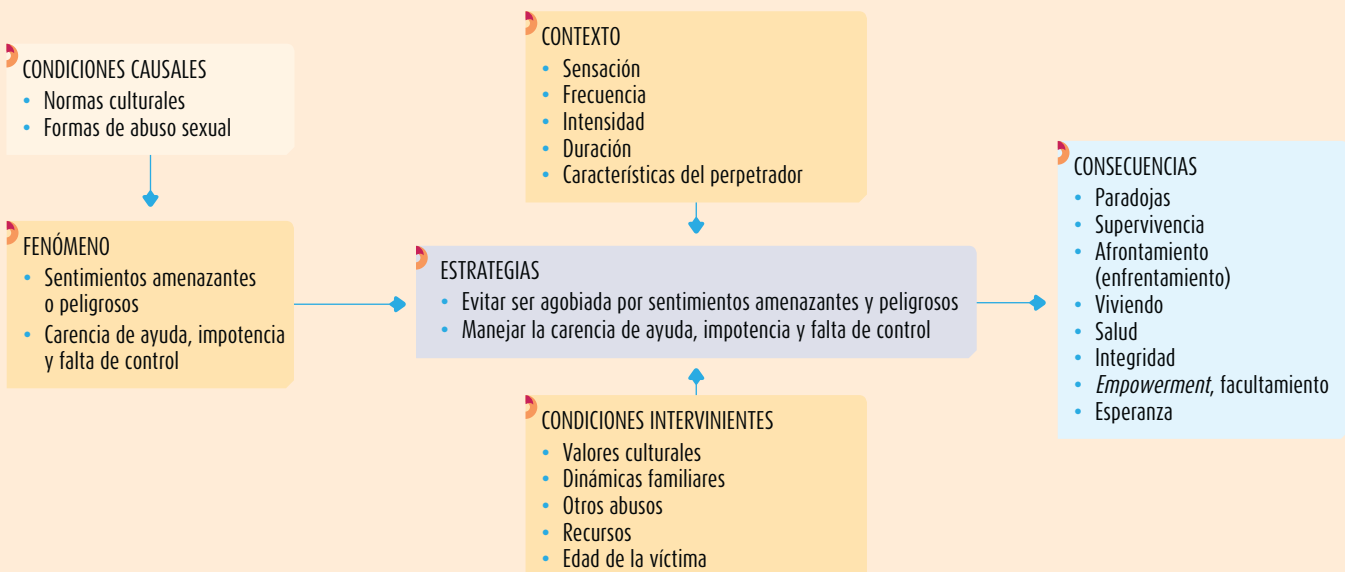 CONDICIONES CAUSALES
• Normas culturales
• Formas de abuso sexual
FENÓMENO
• Sentimientos amenazantes
o peligrosos
• Carencia de ayuda, impotencia
y falta de control
CONTEXTO
• Sensación
• Frecuencia
• Intensidad
• Duración
• Características del perpetrador
ESTRATEGIAS
• Evitar ser agobiada por sentimientos amenazantes y peligrosos
• Manejar la carencia de ayuda, impotencia y falta de control
CONDICIONES INTERVINIENTES
• Valores culturales
• Dinámicas familiares
• Otros abusos
• Recursos
• Edad de la víctima
CONSECUENCIAS
• Paradojas
• Supervivencia
• Afrontamiento
(enfrentamiento)
• Viviendo
• Salud
• Integridad
• Empowerment, facultamiento
• Esperanza